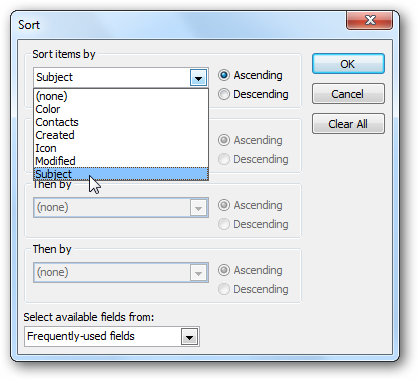 Sort
Sort items by
Subject
Ascending
Descending
OK
Cancel
Clear All
(none)
Color
Contacts
Created
Icon
Modified
Subject
Ascending
Descending
Then by
(none)
Ascending
Descending
Then by
(none)
Ascending
Descending
Select available fields from:
Frequently-used fields